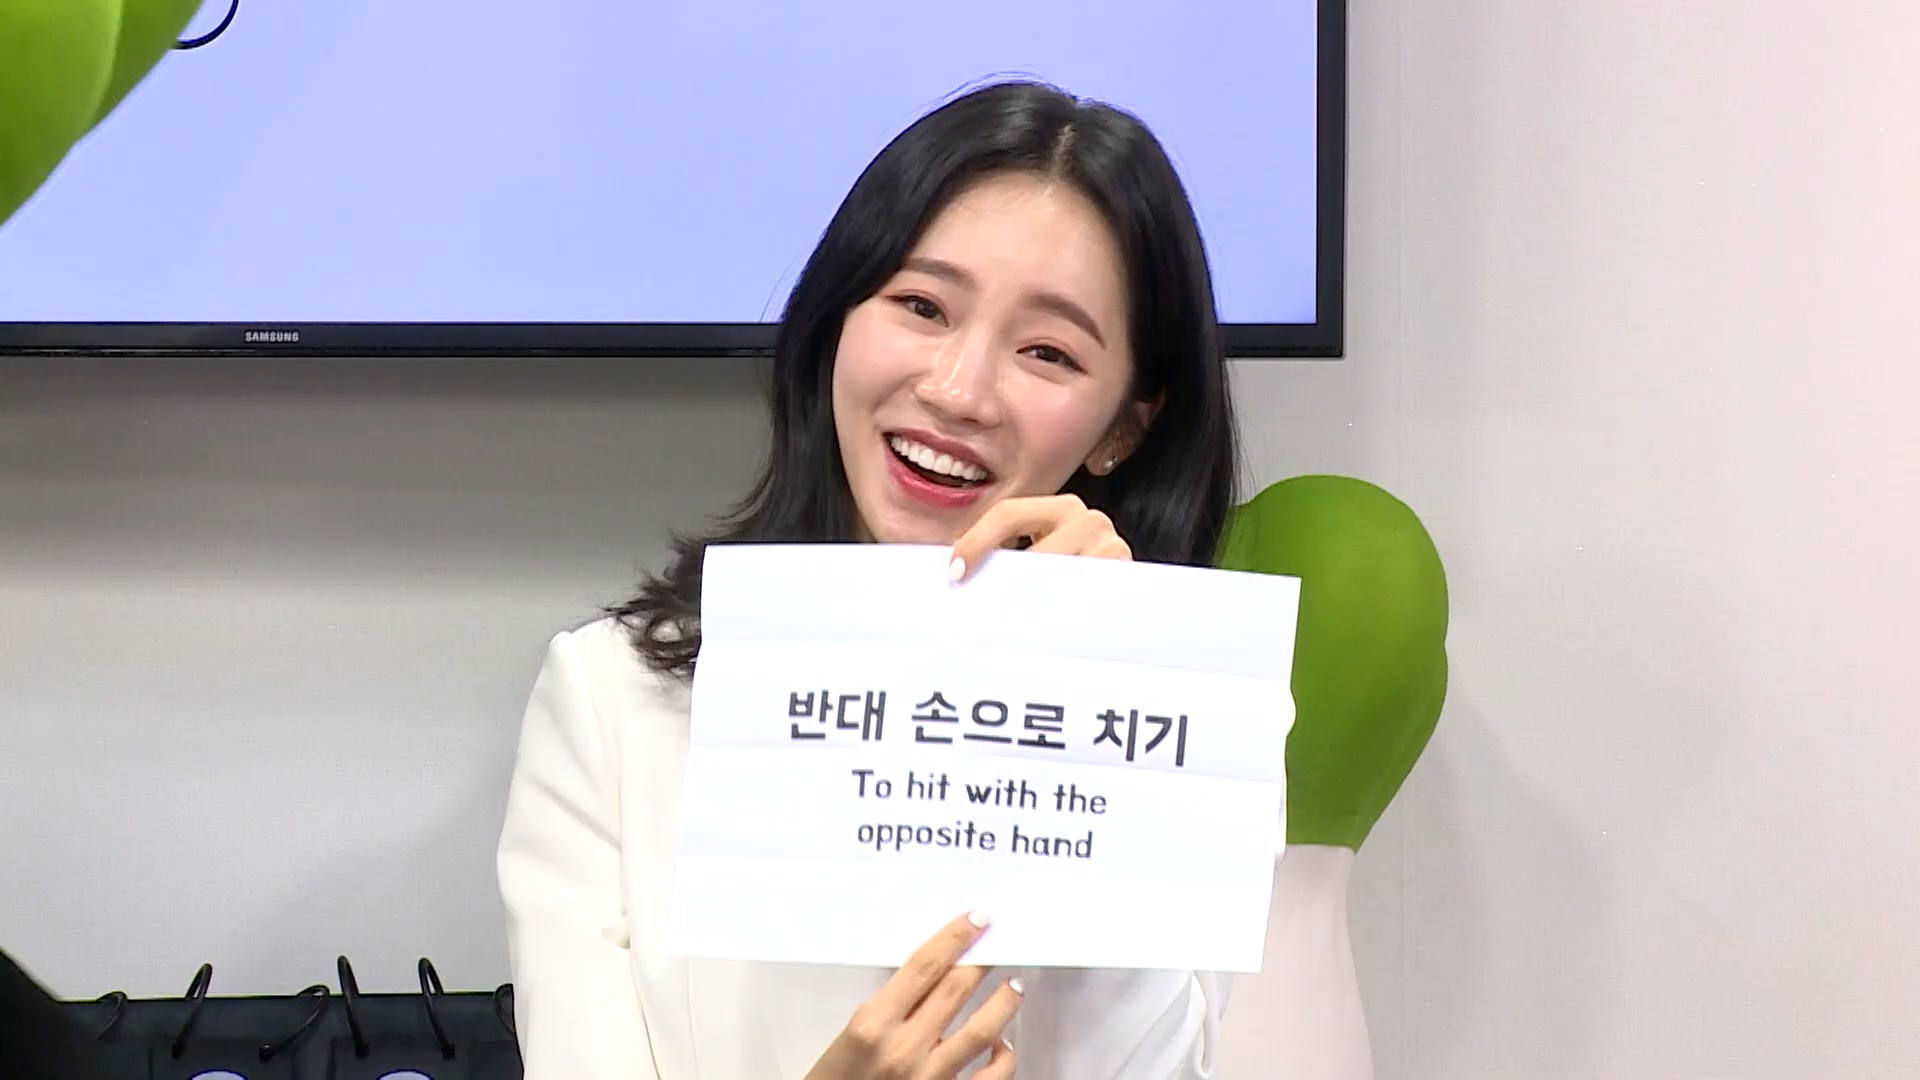 SAMSUNG
반대 손으로 치기
To hit with the
opposite hand